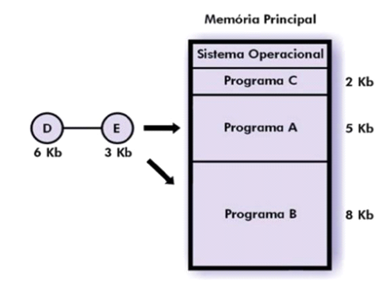 Memória Principal
Sistema Operacional
Programa C 2 Kb
D E Programa A 5 Kb
6 Kb 3 Kb
Programa B 8 Kb